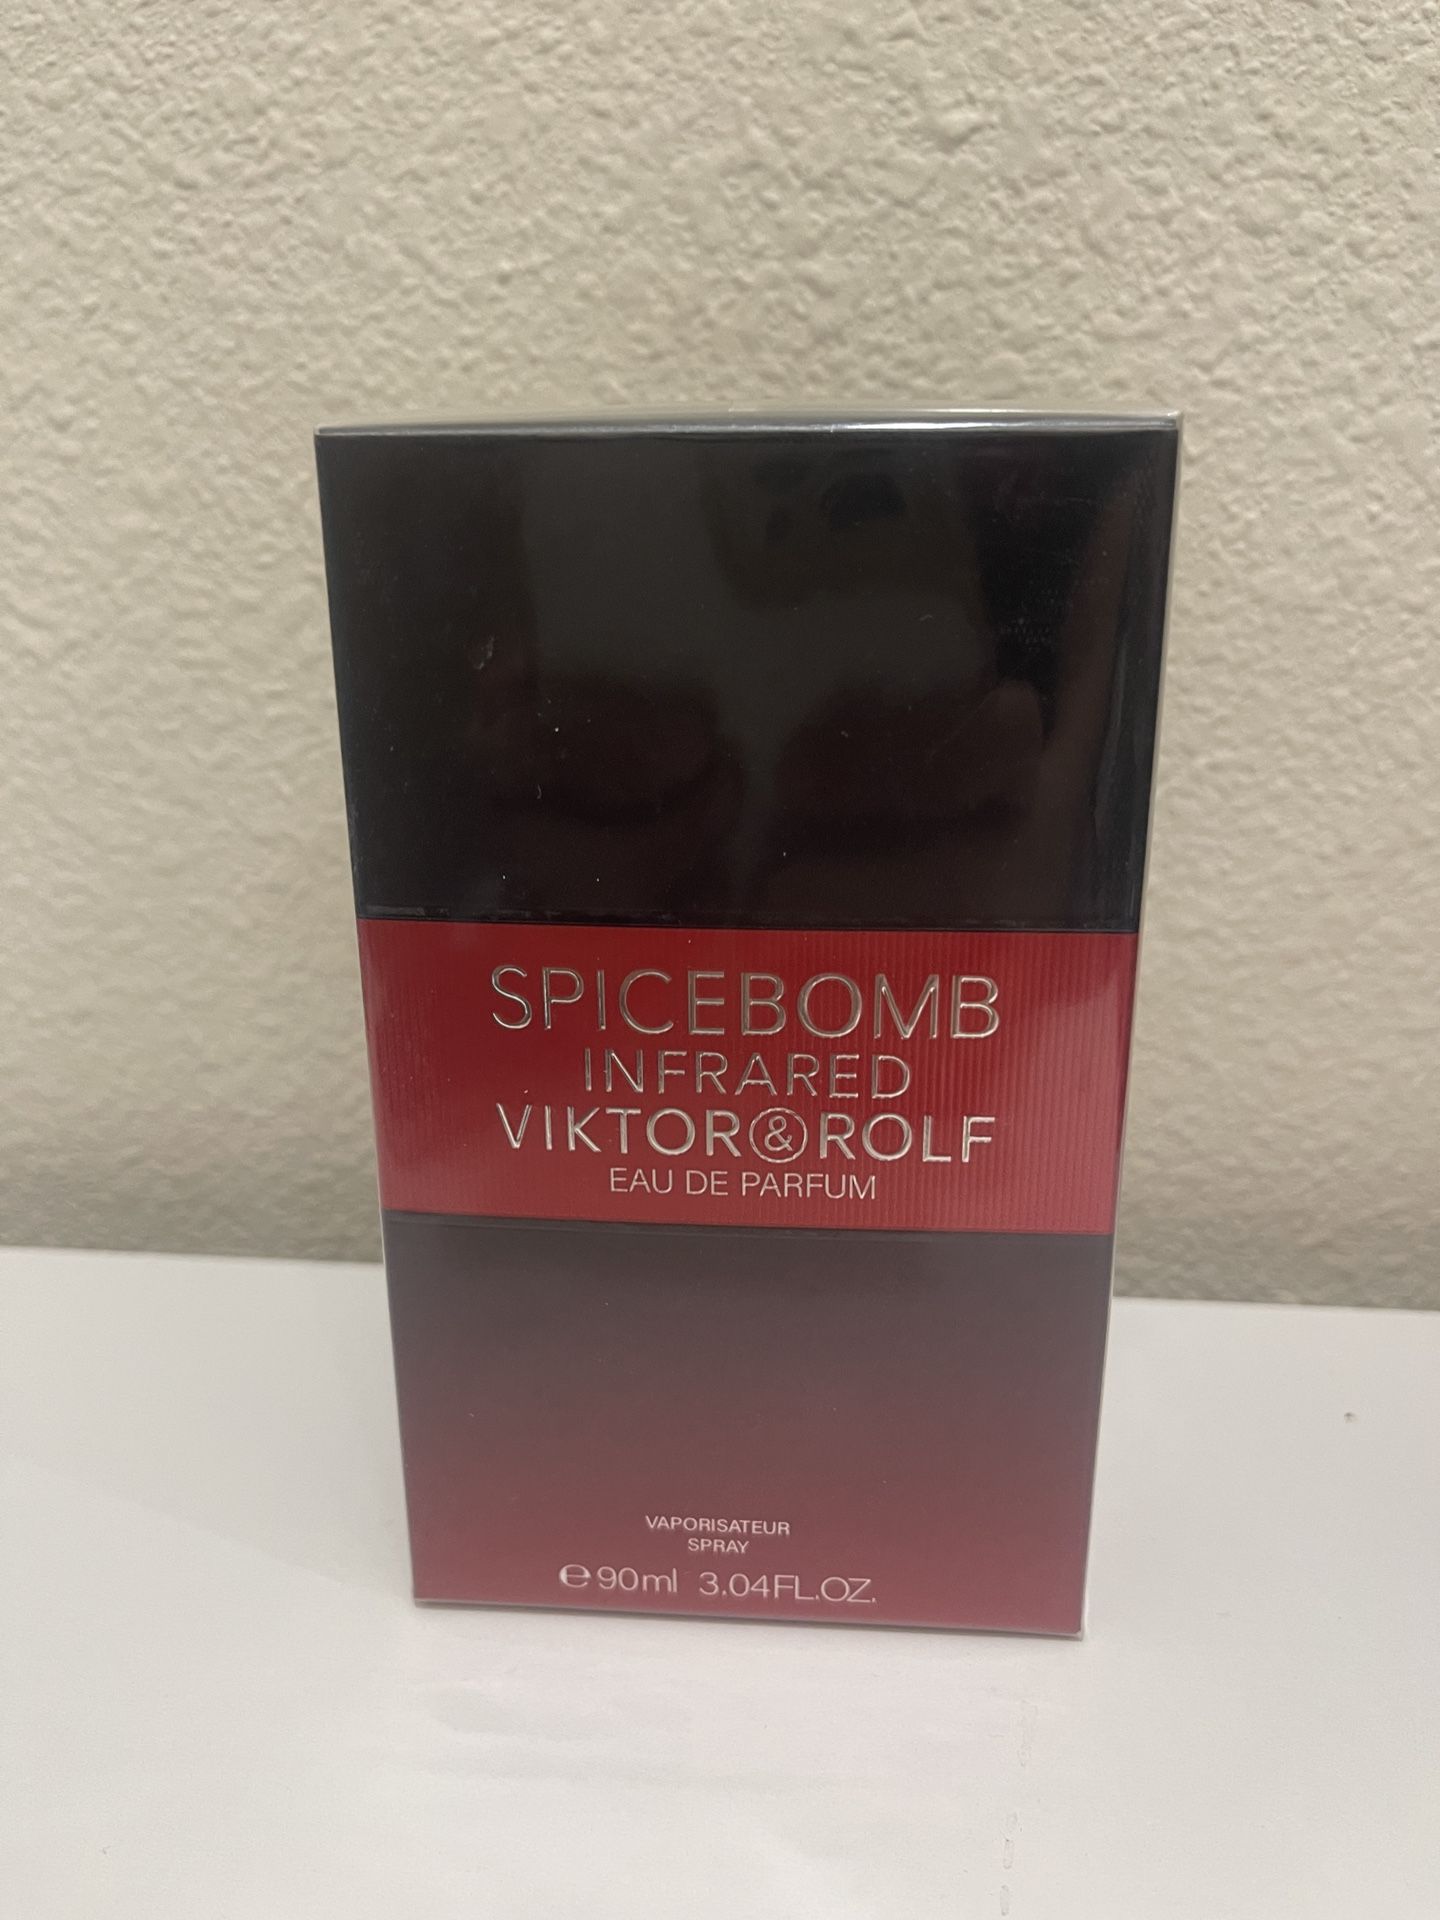 SPICEBOMB
INFRARED
VIKTOR&ROLF
EAU DE PARFUM
VAPORISATEUR
SPRAY
℮90ml 3.04FL.OZ.